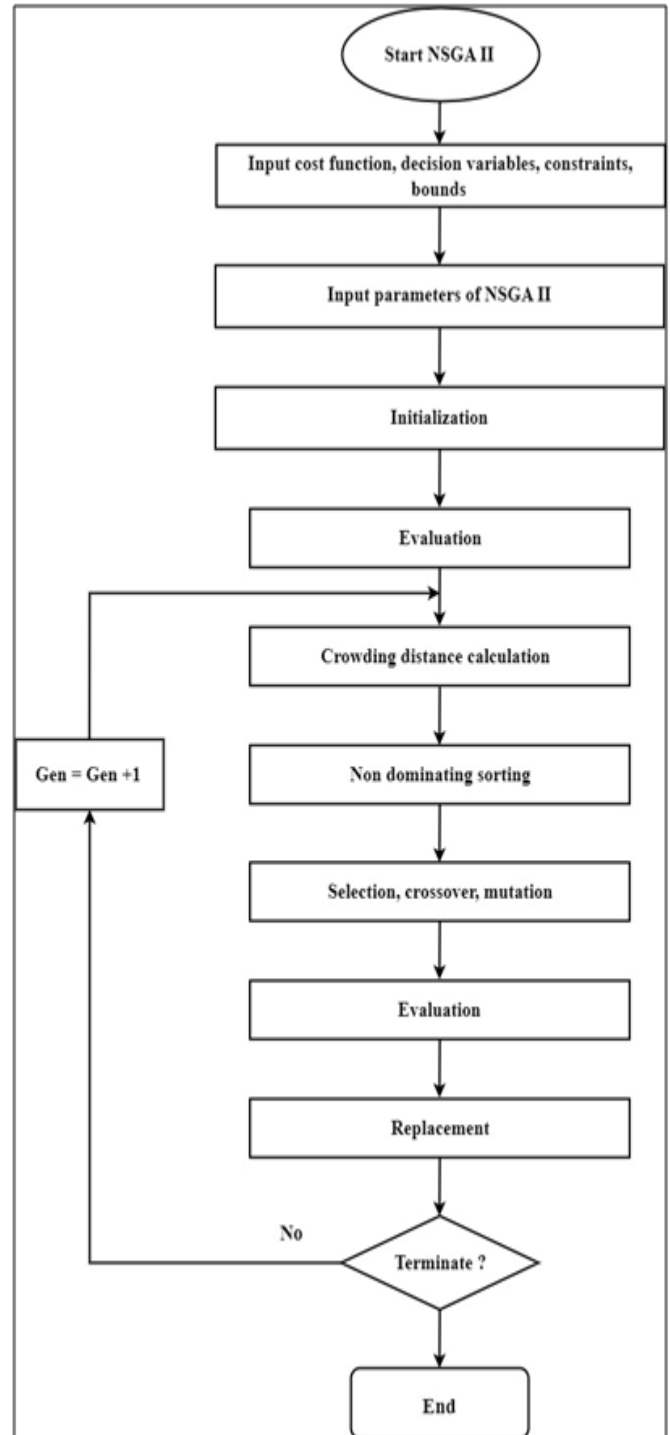 Start NSGA II
Input cost function, decision variables, constraints,
bounds
Input parameters of NSGA II
Initialization
Evaluation
Crowding distance calculation
Gen = Gen +1
Non dominating sorting
Selection, crossover, mutation
Evaluation
Replacement
No
Terminate ?
End